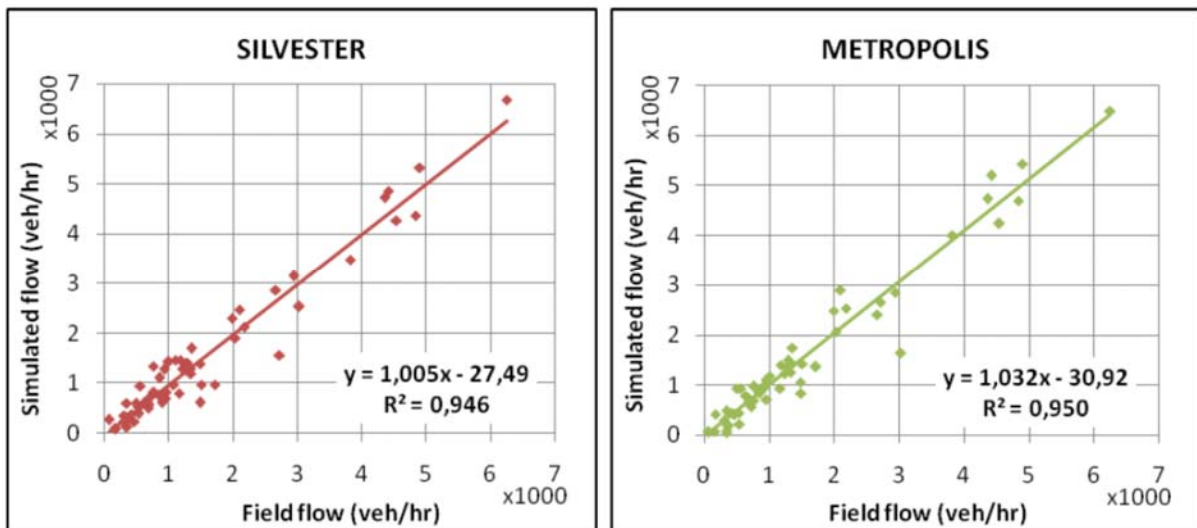 SILVESTER
x1000
Simulated flow (veh/hr)
7
6
5
4
3
2
1
0
y = 1,005x - 27,49
R² = 0,946
0 1 2 3 4 5 6 7
x1000
Field flow (veh/hr)
METROPOLIS
x1000
Simulated flow (veh/hr)
7
6
5
4
3
2
1
0
y = 1,032x - 30,92
R² = 0,950
0 1 2 3 4 5 6 7
x1000
Field flow (veh/hr)